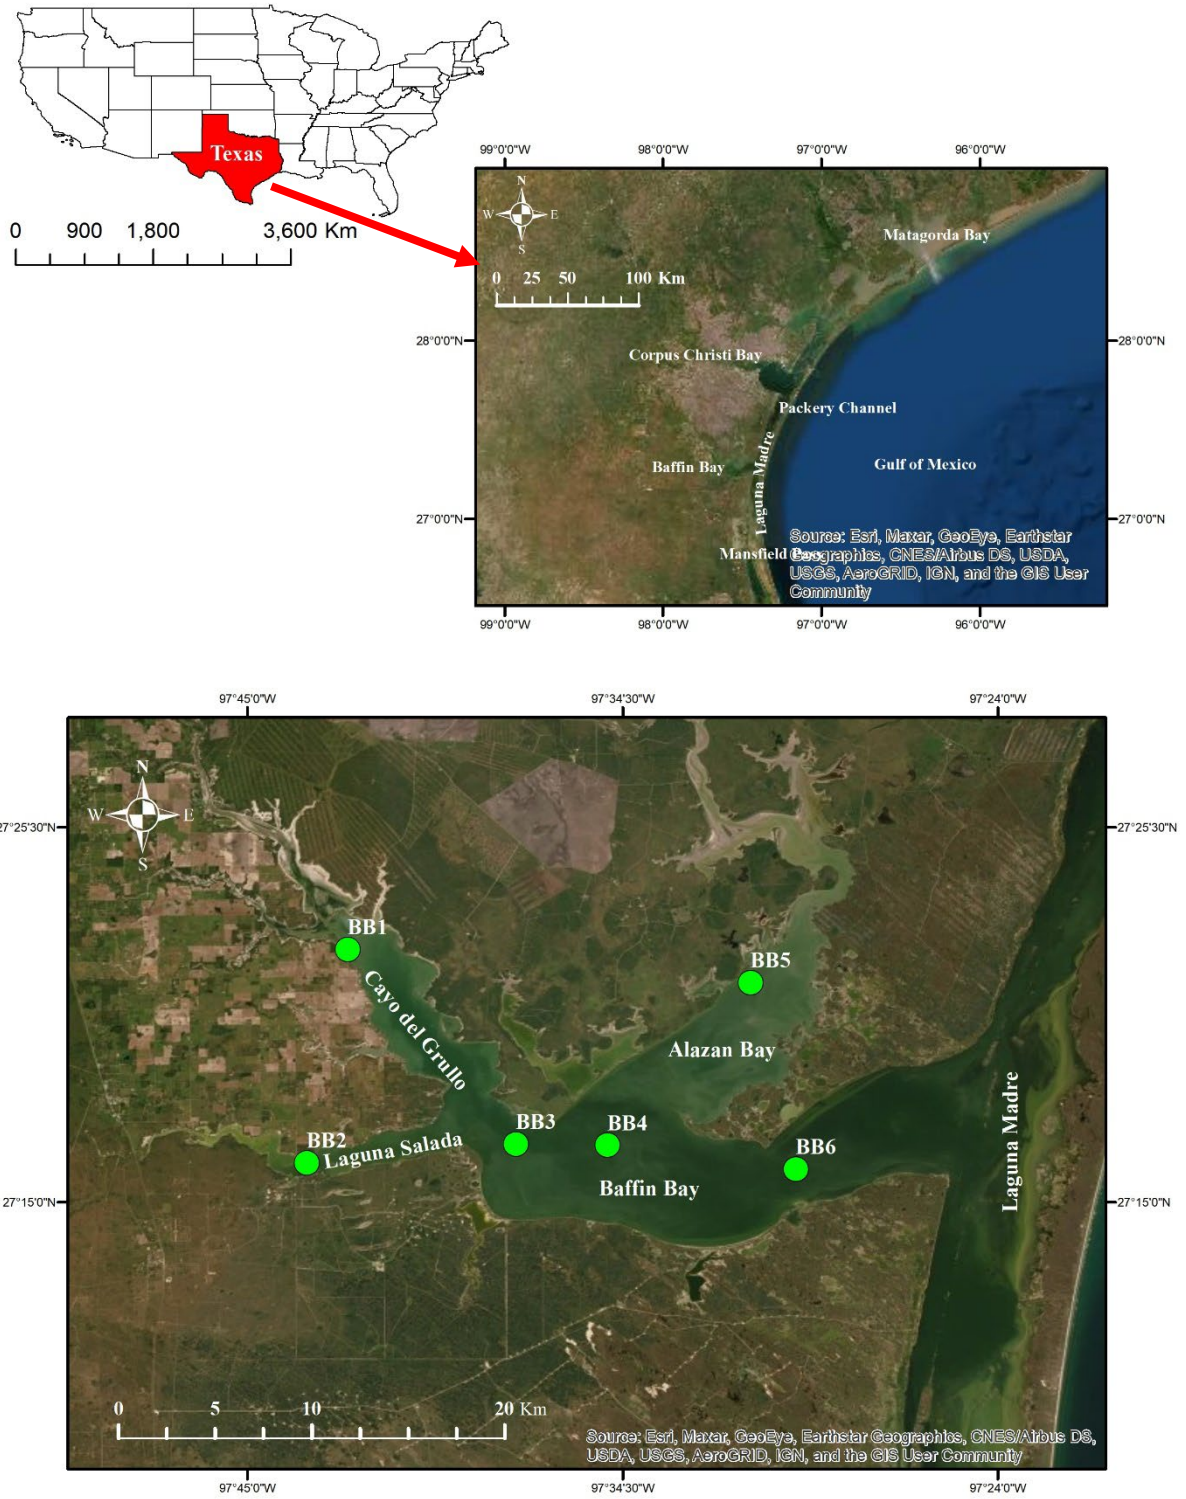 Texas
0 900 1,800 3,600 Km
99°0'0"W 98°0'0"W 97°0'0"W 96°0'0"W
N
W E
S
Matagorda Bay
0 25 50 100 Km
28°0'0"N 28°0'0"N
Corpus Christi Bay
Packery Channel
Laguna Madre
Baffin Bay
Gulf of Mexico
27°0'0"N 27°0'0"N
Mansfield
Source: Esri, Maxar, GeoEye, Earthstar
Geographics, CNES/Airbus DS, USDA,
USGS, AeroGRID, IGN, and the GIS User
Community
99°0'0"W 98°0'0"W 97°0'0"W 96°0'0"W
97°45'0"W 97°34'30"W 97°24'0"W
N
W E
S
27°25'30"N 27°25'30"N
BB1
BB5
Cayo del Grullo
Alazan Bay
Laguna Madre
BB3 BB4
BB2
Laguna Salada
BB6
Baffin Bay
27°15'0"N 27°15'0"N
0 5 10 20 Km
Source: Esri, Maxar, GeoEye, Earthstar Geographics, CNES/Airbus DS,
USDA, USGS, AeroGRID, IGN, and the GIS User Community
97°45'0"W 97°34'30"W 97°24'0"W